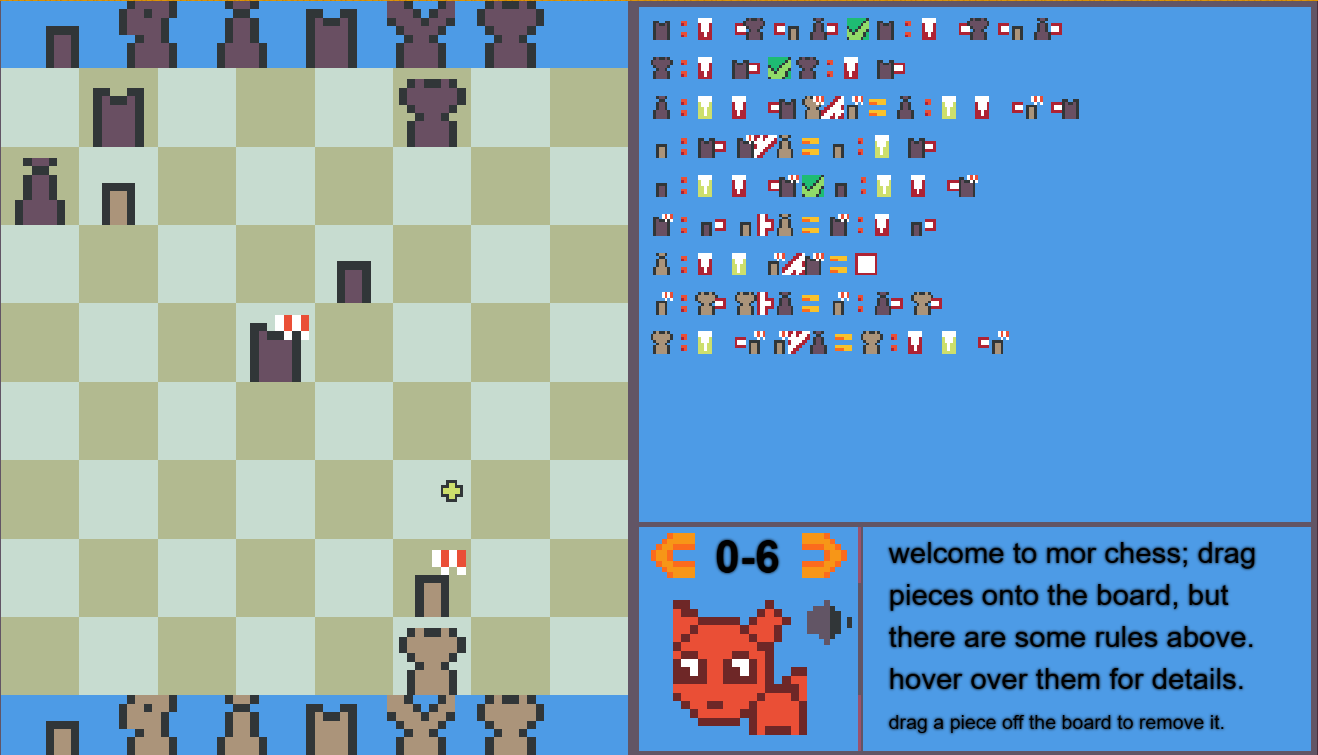 0-6
welcome to mor chess; drag
pieces onto the board, but
there are some rules above.
hover over them for details.
drag a piece off the board to remove it.